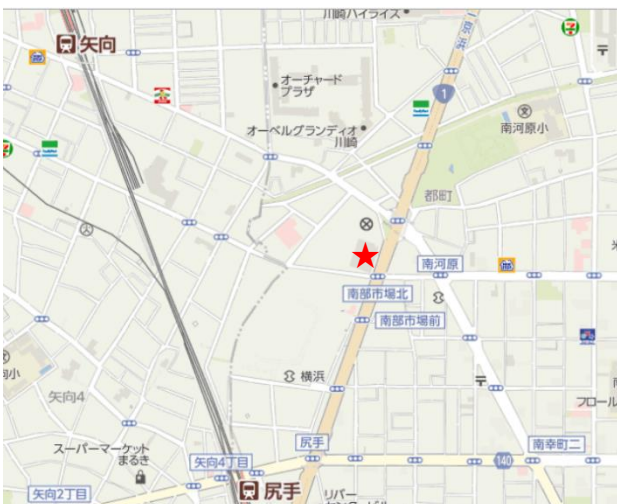 川崎ハイライズ
矢向
1
オーチャード
プラザ
南河原小
オーベルグランディオ
川崎
都町
南河原
南部市場北
南部市場前
横浜
矢向4
フロール
尻手
南幸町二
スーパーマーケット
まるき
矢向4丁目
140
矢向2丁目
尻手
リバー